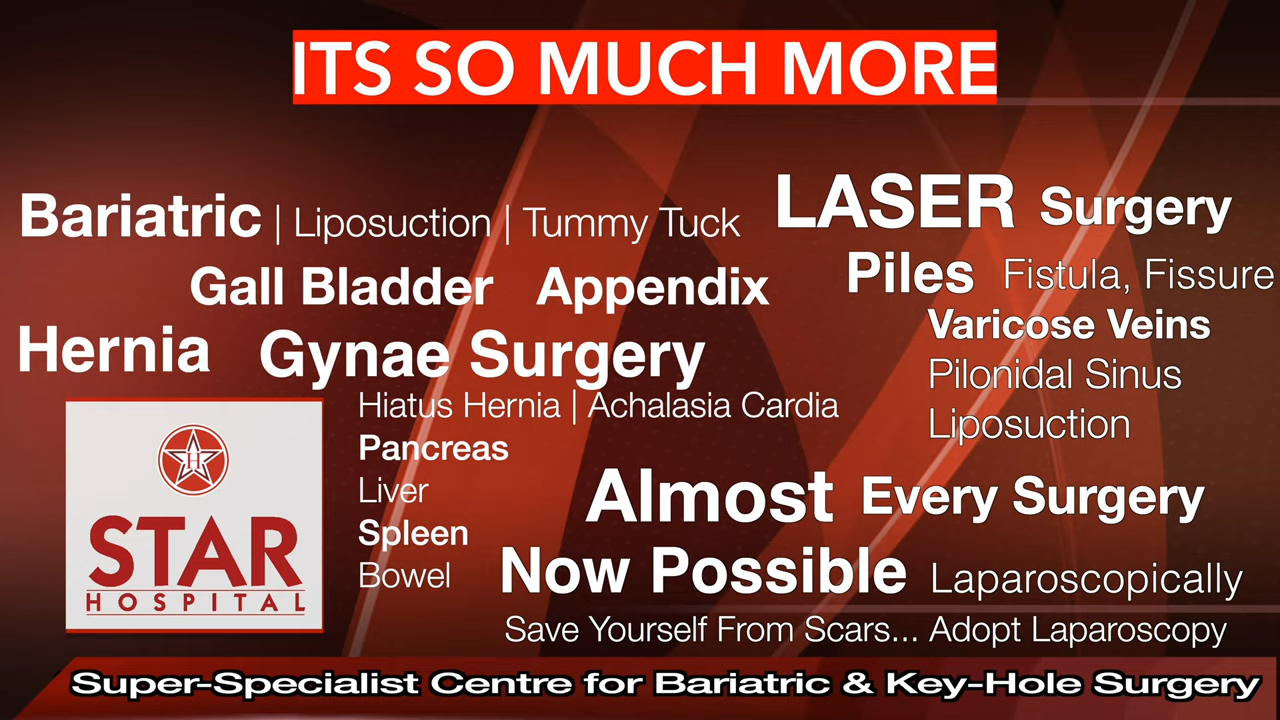 ITS SO MUCH MORE
Bariatric | Liposuction | Tummy Tuck
Gall Bladder Appendix
Hernia Gynae Surgery
Hiatus Hernia | Achalasia Cardia
Pancreas
Liver
Spleen
Bowel
LASER Surgery
Piles Fistula, Fissure
Varicose Veins
Pilonidal Sinus
Liposuction
Almost Every Surgery
Now Possible Laparoscopically
Save Yourself From Scars... Adopt Laparoscopy
STAR
HOSPITAL
Super-Specialist Centre for Bariatric & Key-Hole Surgery